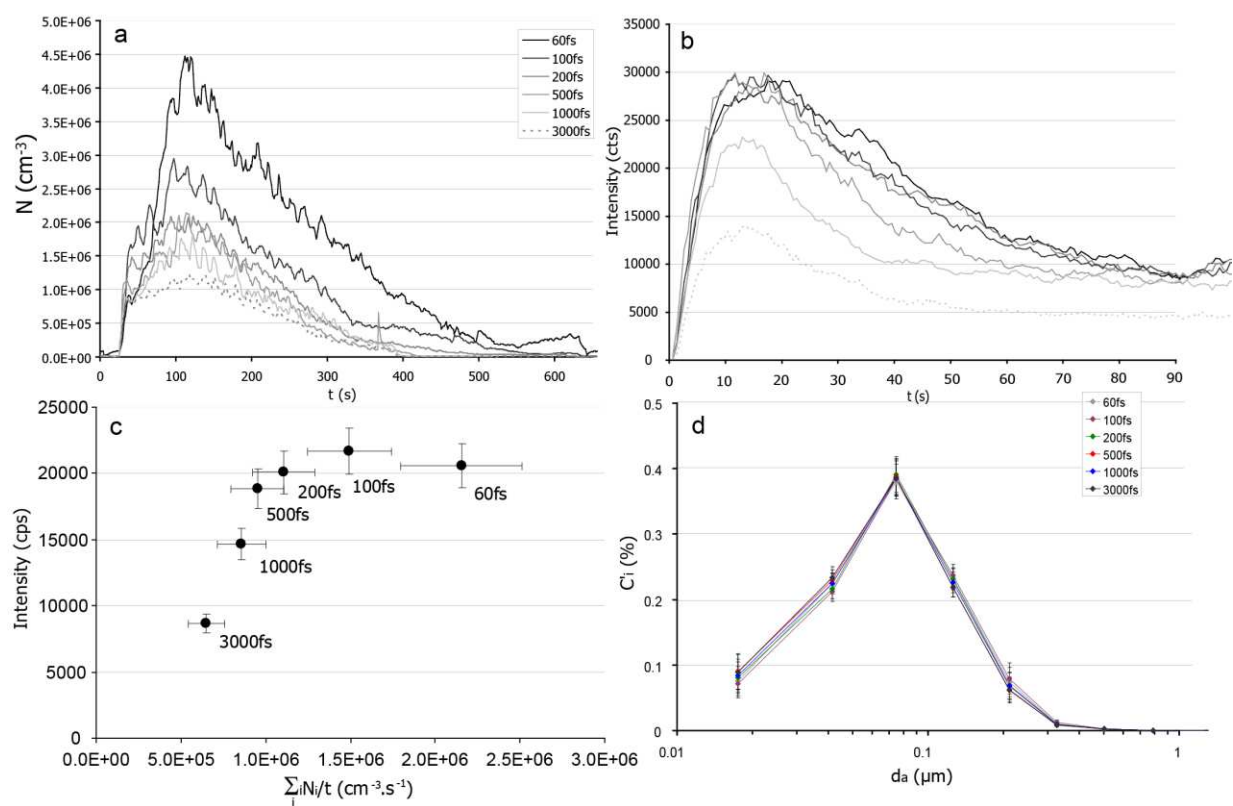 a
N (cm⁻³)
5.0E+06
4.5E+06
4.0E+06
3.5E+06
3.0E+06
2.5E+06
2.0E+06
1.5E+06
1.0E+06
5.0E+05
0.0E+00
0 100 200 300 400 500 600
t (s)
60fs
100fs
200fs
500fs
1000fs
3000fs
b
Intensity (cts)
35000
30000
25000
20000
15000
10000
5000
0
0 10 20 30 40 50 60 70 80 90
t (s)
c
Intensity (cps)
25000
20000
15000
10000
5000
0
200fs
100fs
60fs
500fs
1000fs
3000fs
0.0E+00 5.0E+05 1.0E+06 1.5E+06 2.0E+06 2.5E+06 3.0E+06
∑ᵢNᵢ/t (cm⁻³.s⁻¹)
i
d
C'i (%)
0.5
0.4
0.3
0.2
0.1
0
60fs
100fs
200fs
500fs
1000fs
3000fs
0.01 0.1 1
da (µm)